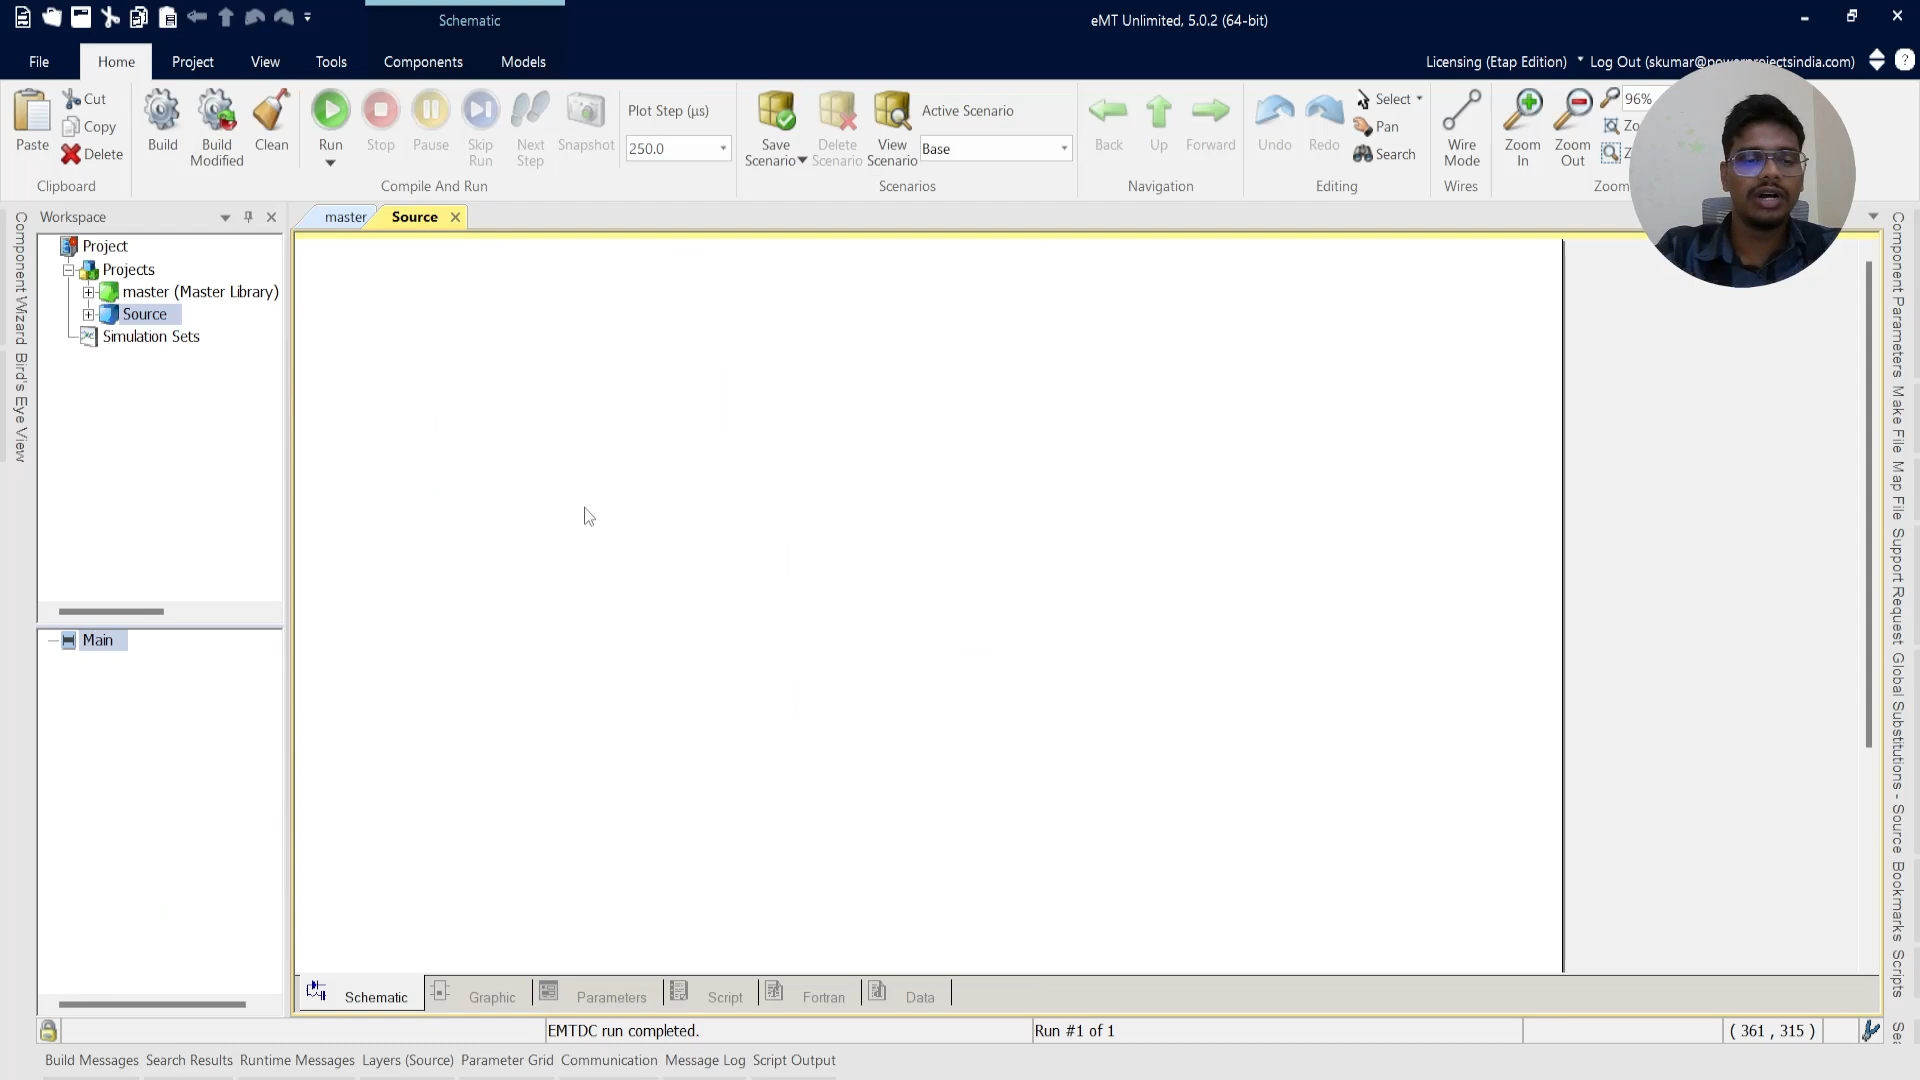 Schematic
eMT Unlimited, 5.0.2 (64-bit)
File Home Project View Tools Components Models
Licensing (Etap Edition) Log Out (skumar@powerprojectsindia.com)
Paste
Cut
Copy
Delete
Clipboard
Build
Build Modified
Clean
Run
Stop
Pause
Skip Run
Next Step
Snapshot
Compile And Run
Plot Step (µs)
250.0
Save Scenario
Delete Scenario
View Scenario
Active Scenario
Base
Scenarios
Back
Up
Forward
Navigation
Undo
Redo
Select
Pan
Search
Editing
Wire Mode
Wires
Zoom In
Zoom Out
96%
Zoom
Workspace
master
Source
Project
Projects
master (Master Library)
Source
Simulation Sets
Main
Component Wizard
Bird's Eye View
Component Parameters
Make File
Map File
Support Request
Global Substitutions - Source
Bookmarks
Scripts
Schematic Graphic Parameters Script Fortran Data
EMTDC run completed.
Run #1 of 1
( 361 , 315 )
Build Messages Search Results Runtime Messages Layers (Source) Parameter Grid Communication Message Log Script Output